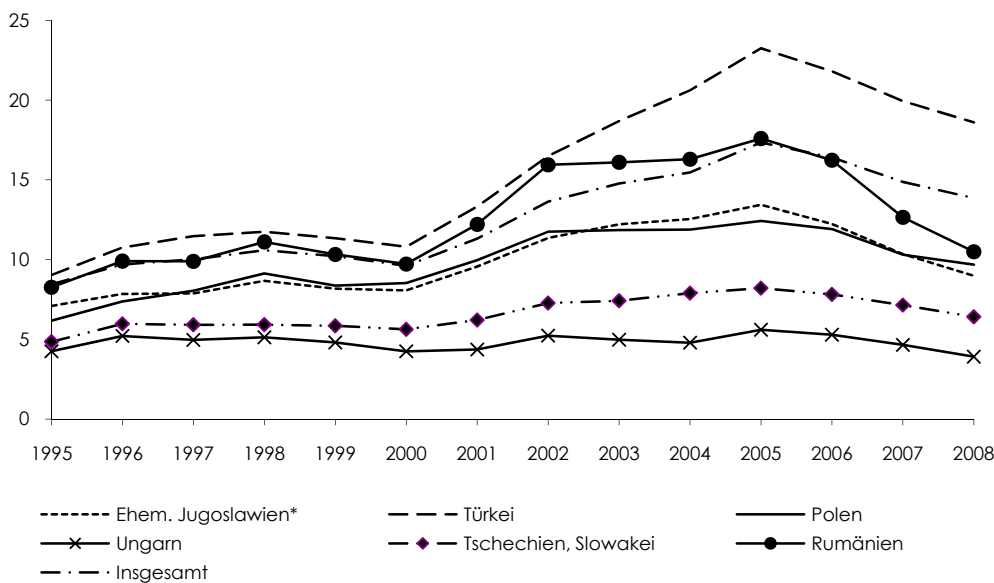 25
20
15
10
5
0
1995 1996 1997 1998 1999 2000 2001 2002 2003 2004 2005 2006 2007 2008
Ehem. Jugoslawien* Türkei Polen
Ungarn Tschechien, Slowakei Rumänien
Insgesamt